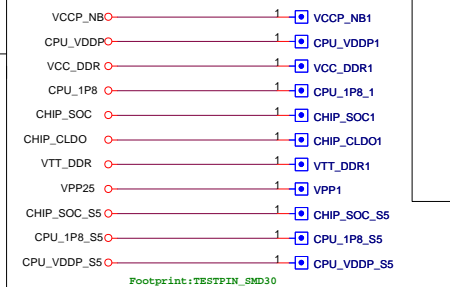 VCCP_NB 1 VCCP_NB1
CPU_VDDP 1 CPU_VDDP1
VCC_DDR 1 VCC_DDR1
CPU_1P8 1 CPU_1P8_1
CHIP_SOC 1 CHIP_SOC1
CHIP_CLDO 1 CHIP_CLDO1
VTT_DDR 1 VTT_DDR1
VPP25 1 VPP1
CHIP_SOC_S5 1 CHIP_SOC_S5
CPU_1P8_S5 1 CPU_1P8_S5
CPU_VDDP_S5 1 CPU_VDDP_S5
Footprint:TESTPIN_SMD30